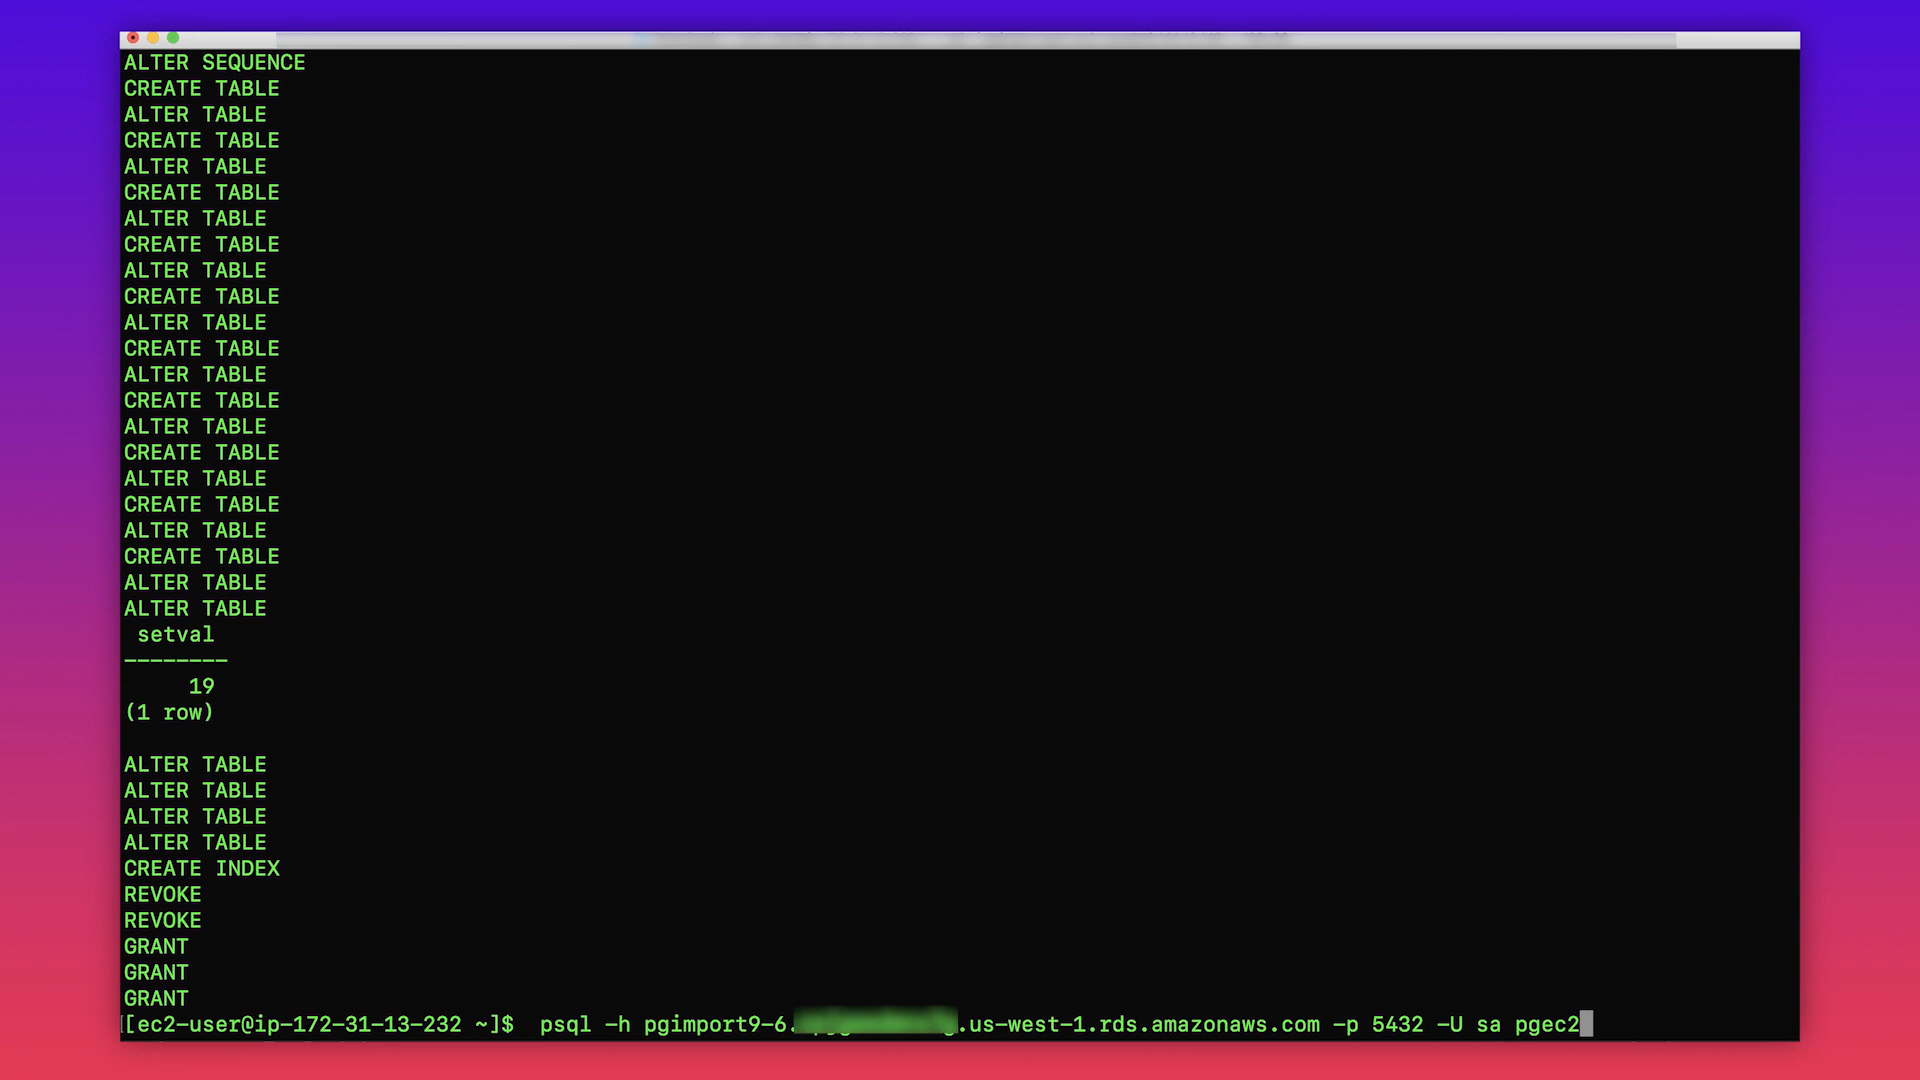 ALTER SEQUENCE
CREATE TABLE
ALTER TABLE
CREATE TABLE
ALTER TABLE
CREATE TABLE
ALTER TABLE
CREATE TABLE
ALTER TABLE
CREATE TABLE
ALTER TABLE
CREATE TABLE
ALTER TABLE
CREATE TABLE
ALTER TABLE
CREATE TABLE
ALTER TABLE
CREATE TABLE
ALTER TABLE
CREATE TABLE
ALTER TABLE
ALTER TABLE
setval
--------
19
(1 row)
ALTER TABLE
ALTER TABLE
ALTER TABLE
ALTER TABLE
CREATE INDEX
REVOKE
REVOKE
GRANT
GRANT
GRANT
[ec2-user@ip-172-31-13-232 ~]$ psql -h pgimport9-6. .us-west-1.rds.amazonaws.com -p 5432 -U sa pgec2